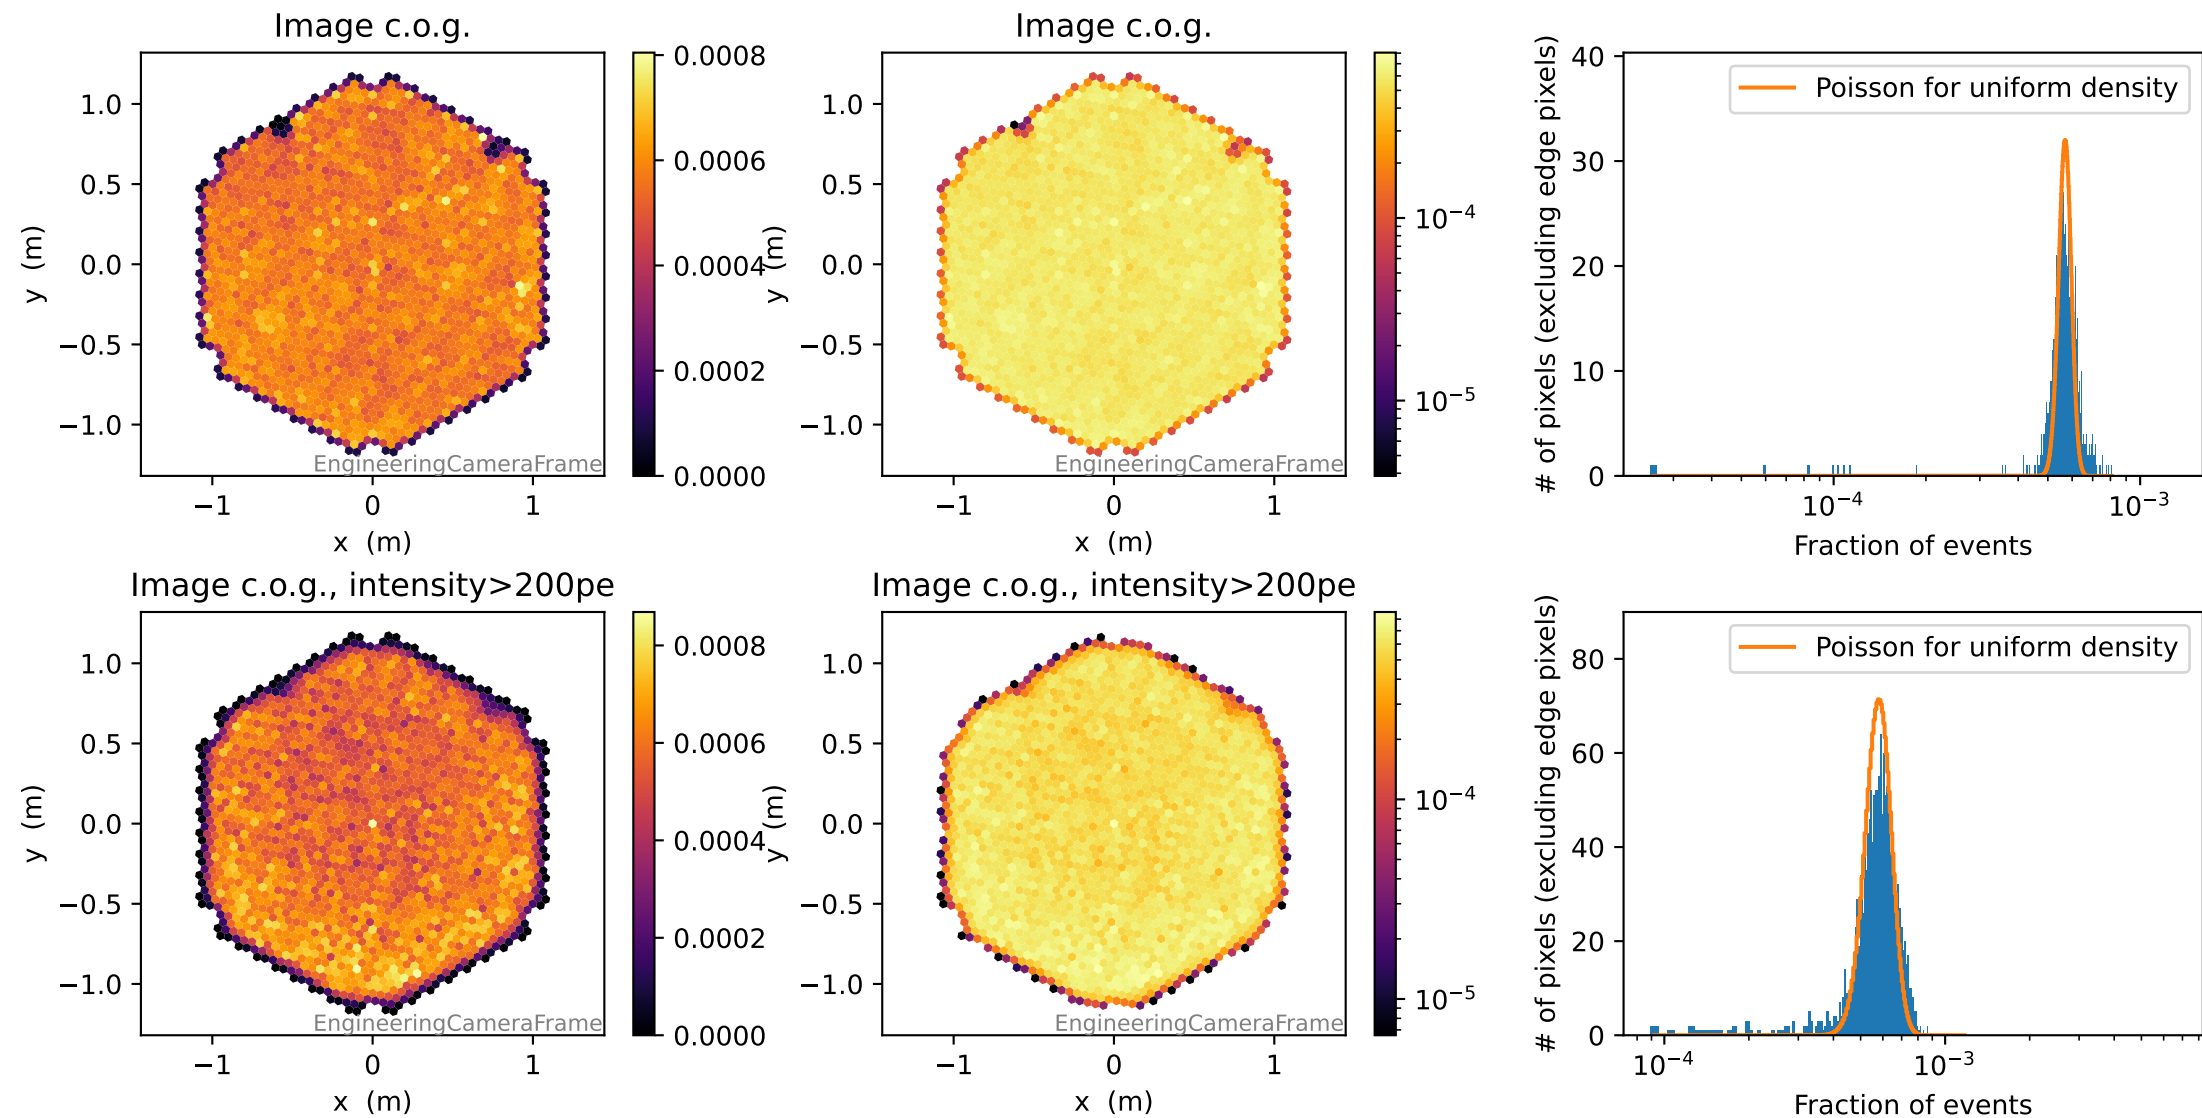 Image c.o.g.
y (m)
1.0
0.5
0.0
−0.5
−1.0
−1
0
1
x (m)
EngineeringCameraFrame
0.0008
0.0006
0.0004
0.0002
0.0000
Image c.o.g.
y (m)
1.0
0.5
0.0
−0.5
−1.0
−1
0
1
x (m)
EngineeringCameraFrame
10−4
10−5
# of pixels (excluding edge pixels)
40
30
20
10
0
Poisson for uniform density
10−4
10−3
Fraction of events
Image c.o.g., intensity>200pe
y (m)
1.0
0.5
0.0
−0.5
−1.0
−1
0
1
x (m)
EngineeringCameraFrame
0.0008
0.0006
0.0004
0.0002
0.0000
Image c.o.g., intensity>200pe
y (m)
1.0
0.5
0.0
−0.5
−1.0
−1
0
1
x (m)
EngineeringCameraFrame
10−4
10−5
# of pixels (excluding edge pixels)
80
60
40
20
0
Poisson for uniform density
10−4
10−3
Fraction of events